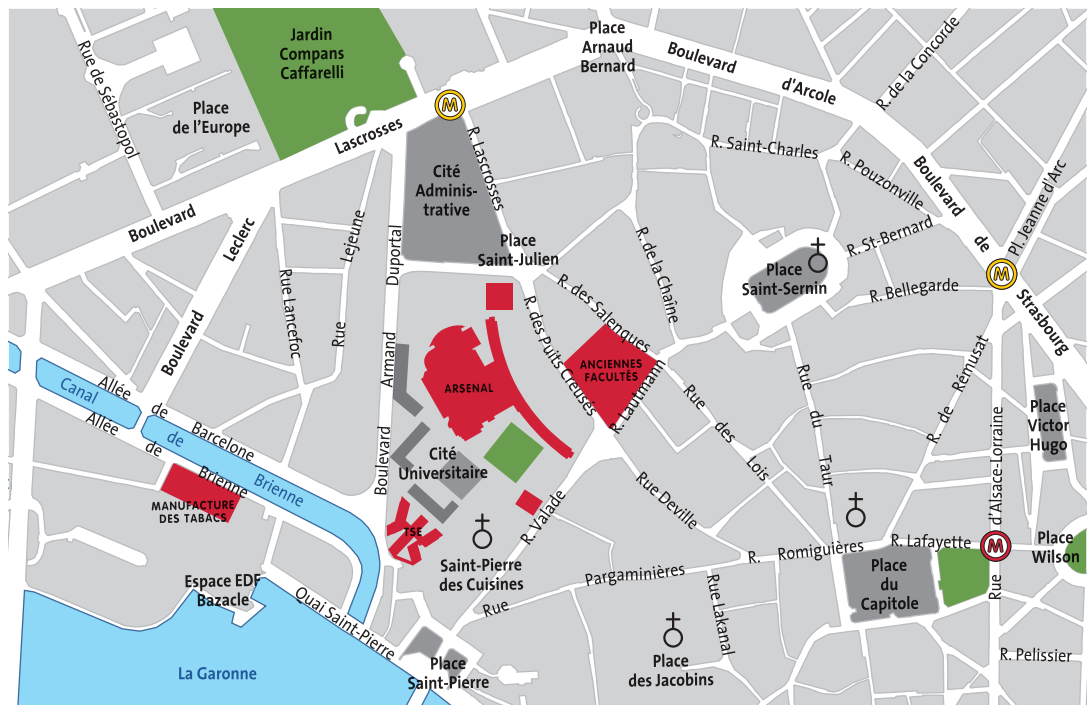 Jardin
Compans
Caffarelli
Place
Arnaud
Bernard
Boulevard
d'Arcole
R. de la Concorde
Rue de Sébastopol
Place
de l'Europe
M
Lascrosses
R. Lascrosses
R. Saint-Charles
R. Pouzonville
Boulevard
de
Strasbourg
Pl. Jeanne d'Arc
Cité
Adminis-
trative
Boulevard
Leclerc
Lejeune
Rue
Duportal
Place
Saint-Julien
R. de la Chaîne
R. St-Bernard
Place
Saint-Sernin
R. Bellegarde
M
Rue Lancefoc
R. des Salenques
R. des Puits Creusés
Boulevard
Armand
Boulevard
ARSENAL
ANCIENNES
FACULTÉS
R. Lautmann
Rue
des
Lois
Rue
du
Taur
R. de Rémusat
Place
Victor
Hugo
Rue d'Alsace-Lorraine
Canal
de
Brienne
Allée
de
Barcelone
Allée
de
Brienne
Cité
Universitaire
MANUFACTURE
DES TABACS
TSE
R. Valade
Rue Deville
Saint-Pierre
des Cuisines
R. Romiguières
R. Lafayette
M
Place
Wilson
Espace EDF
Bazacle
Quai Saint-Pierre
Rue Pargaminières
Rue Lakanal
Place
du
Capitole
La Garonne
Place
Saint-Pierre
Place
des Jacobins
R. Pelissier